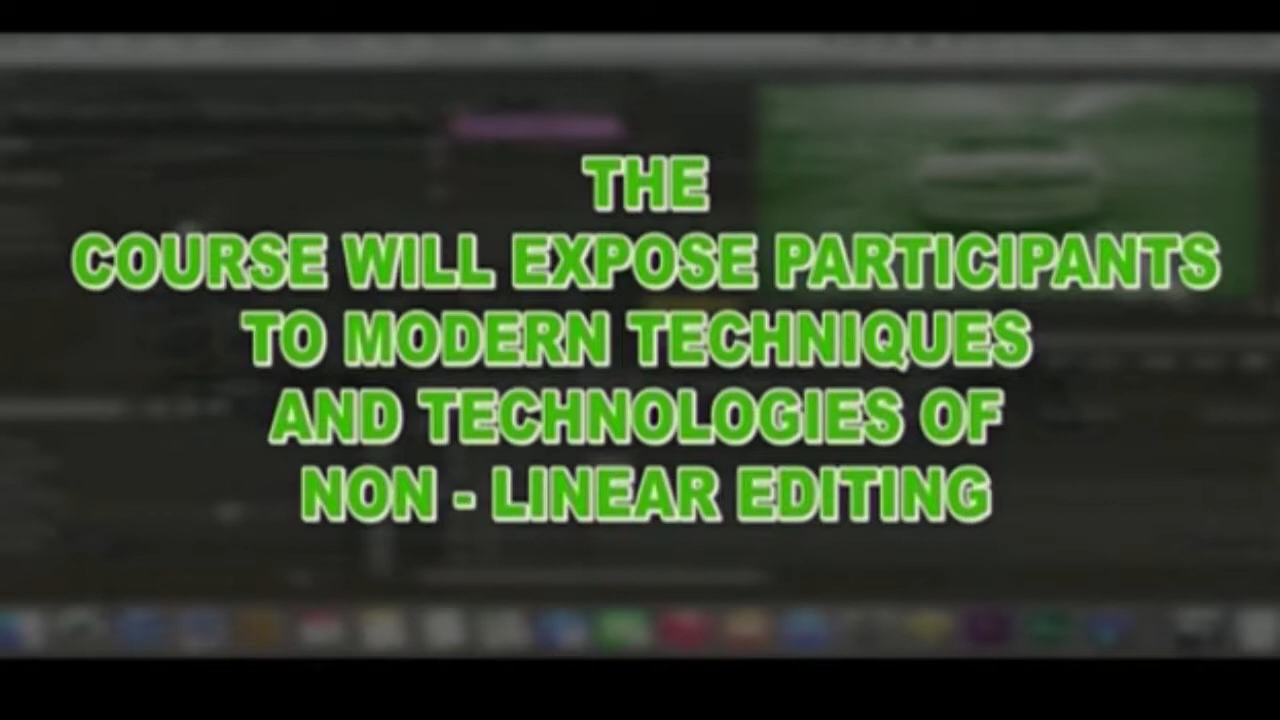 THE
COURSE WILL EXPOSE PARTICIPANTS
TO MODERN TECHNIQUES
AND TECHNOLOGIES OF
NON - LINEAR EDITING